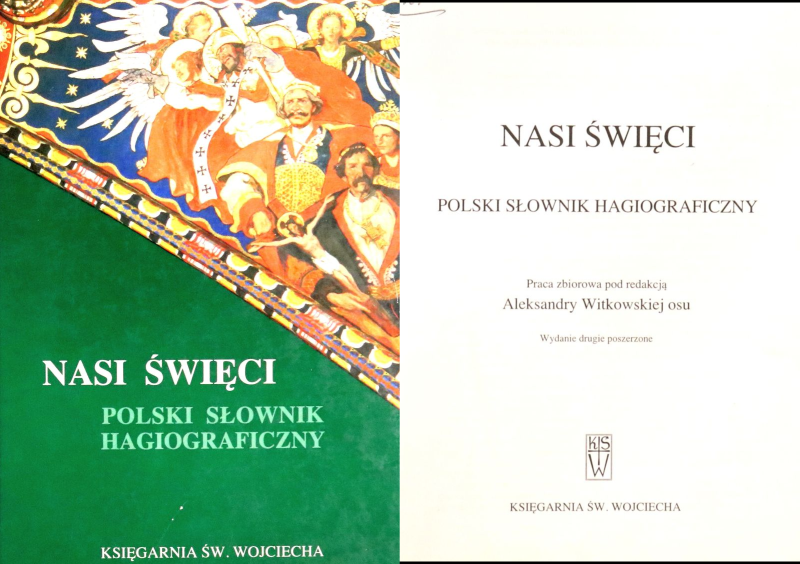 NASI ŚWIĘCI
POLSKI SŁOWNIK
HAGIOGRAFICZNY
KSIĘGARNIA ŚW. WOJCIECHA
NASI ŚWIĘCI
POLSKI SŁOWNIK HAGIOGRAFICZNY
Praca zbiorowa pod redakcją
Aleksandry Witkowskiej osu
Wydanie drugie poszerzone
KS
W
KSIĘGARNIA ŚW. WOJCIECHA